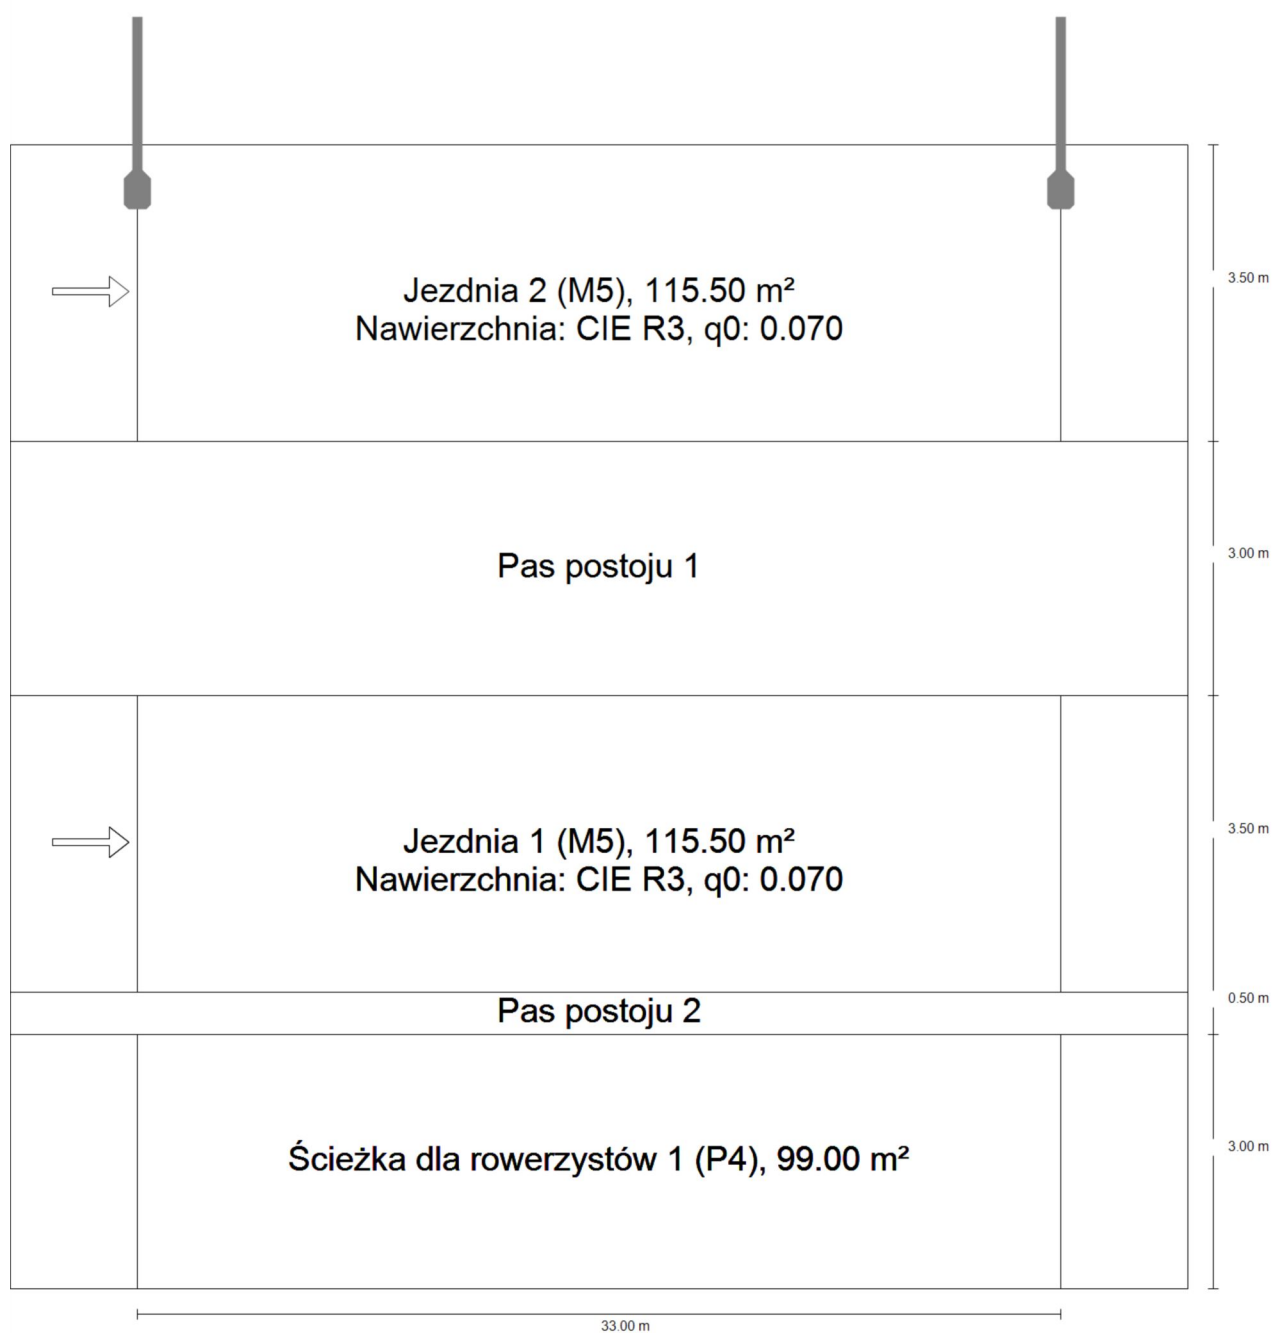 3.50 m
Jezdnia 2 (M5), 115.50 m²
Nawierzchnia: CIE R3, q0: 0.070
3.00 m
Pas postoju 1
3.50 m
Jezdnia 1 (M5), 115.50 m²
Nawierzchnia: CIE R3, q0: 0.070
0.50 m
Pas postoju 2
3.00 m
Ścieżka dla rowerzystów 1 (P4), 99.00 m²
33.00 m